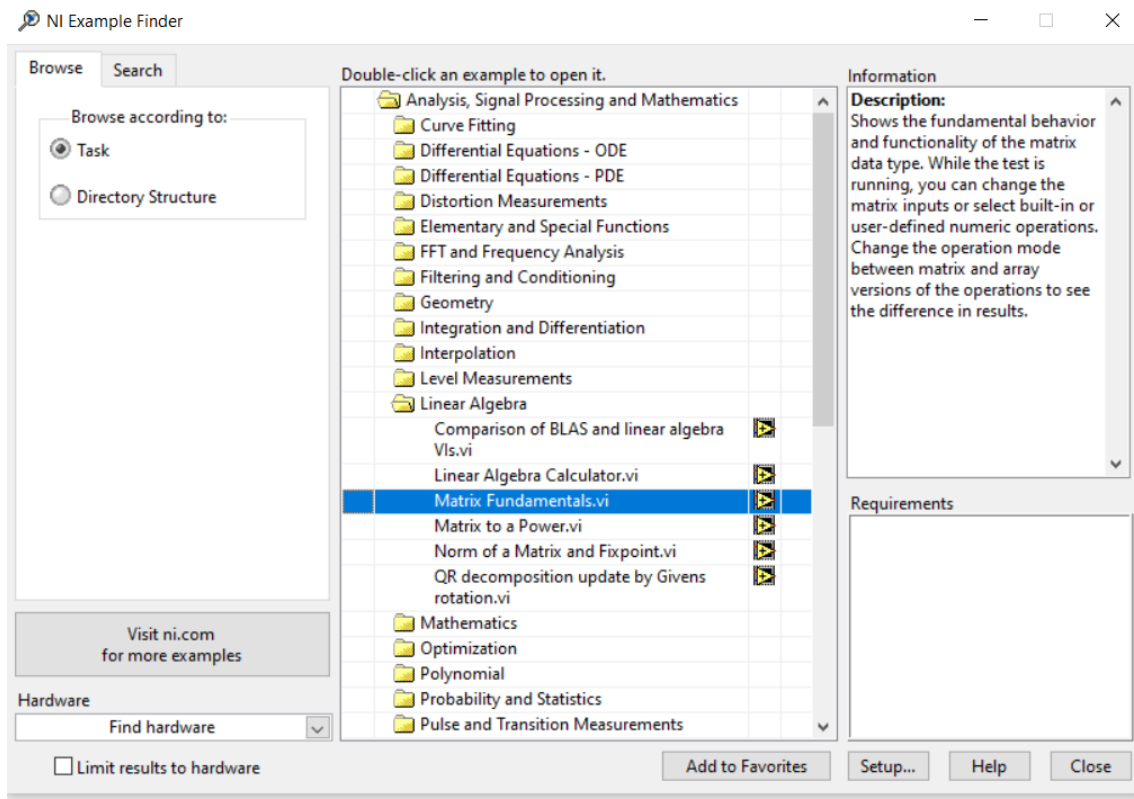 NI Example Finder
Browse
Search
Browse according to:
Task
Directory Structure
Visit ni.com
for more examples
Hardware
Find hardware
Limit results to hardware
Double-click an example to open it.
Analysis, Signal Processing and Mathematics
Curve Fitting
Differential Equations - ODE
Differential Equations - PDE
Distortion Measurements
Elementary and Special Functions
FFT and Frequency Analysis
Filtering and Conditioning
Geometry
Integration and Differentiation
Interpolation
Level Measurements
Linear Algebra
Comparison of BLAS and linear algebra
VIs.vi
Linear Algebra Calculator.vi
Matrix Fundamentals.vi
Matrix to a Power.vi
Norm of a Matrix and Fixpoint.vi
QR decomposition update by Givens
rotation.vi
Mathematics
Optimization
Polynomial
Probability and Statistics
Pulse and Transition Measurements
Information
Description:
Shows the fundamental behavior
and functionality of the matrix
data type. While the test is
running, you can change the
matrix inputs or select built-in or
user-defined numeric operations.
Change the operation mode
between matrix and array
versions of the operations to see
the difference in results.
Requirements
Add to Favorites
Setup...
Help
Close